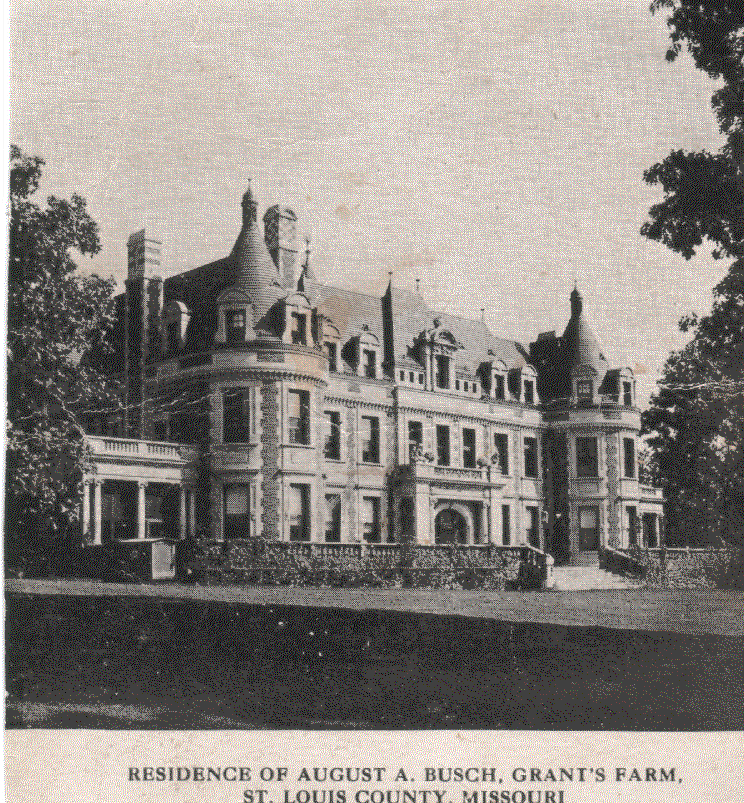 RESIDENCE OF AUGUST A. BUSCH, GRANT'S FARM,
ST. LOUIS COUNTY, MISSOURI